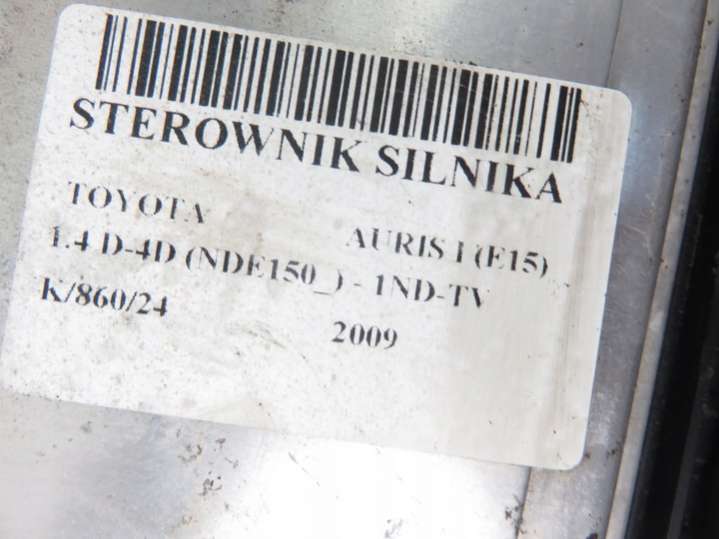 STEROWNIK SILNIKA
TOYOTA AURIS I (E15)
1.4 D-4D (NDE150_) - 1ND-TV
K/860/24 2009